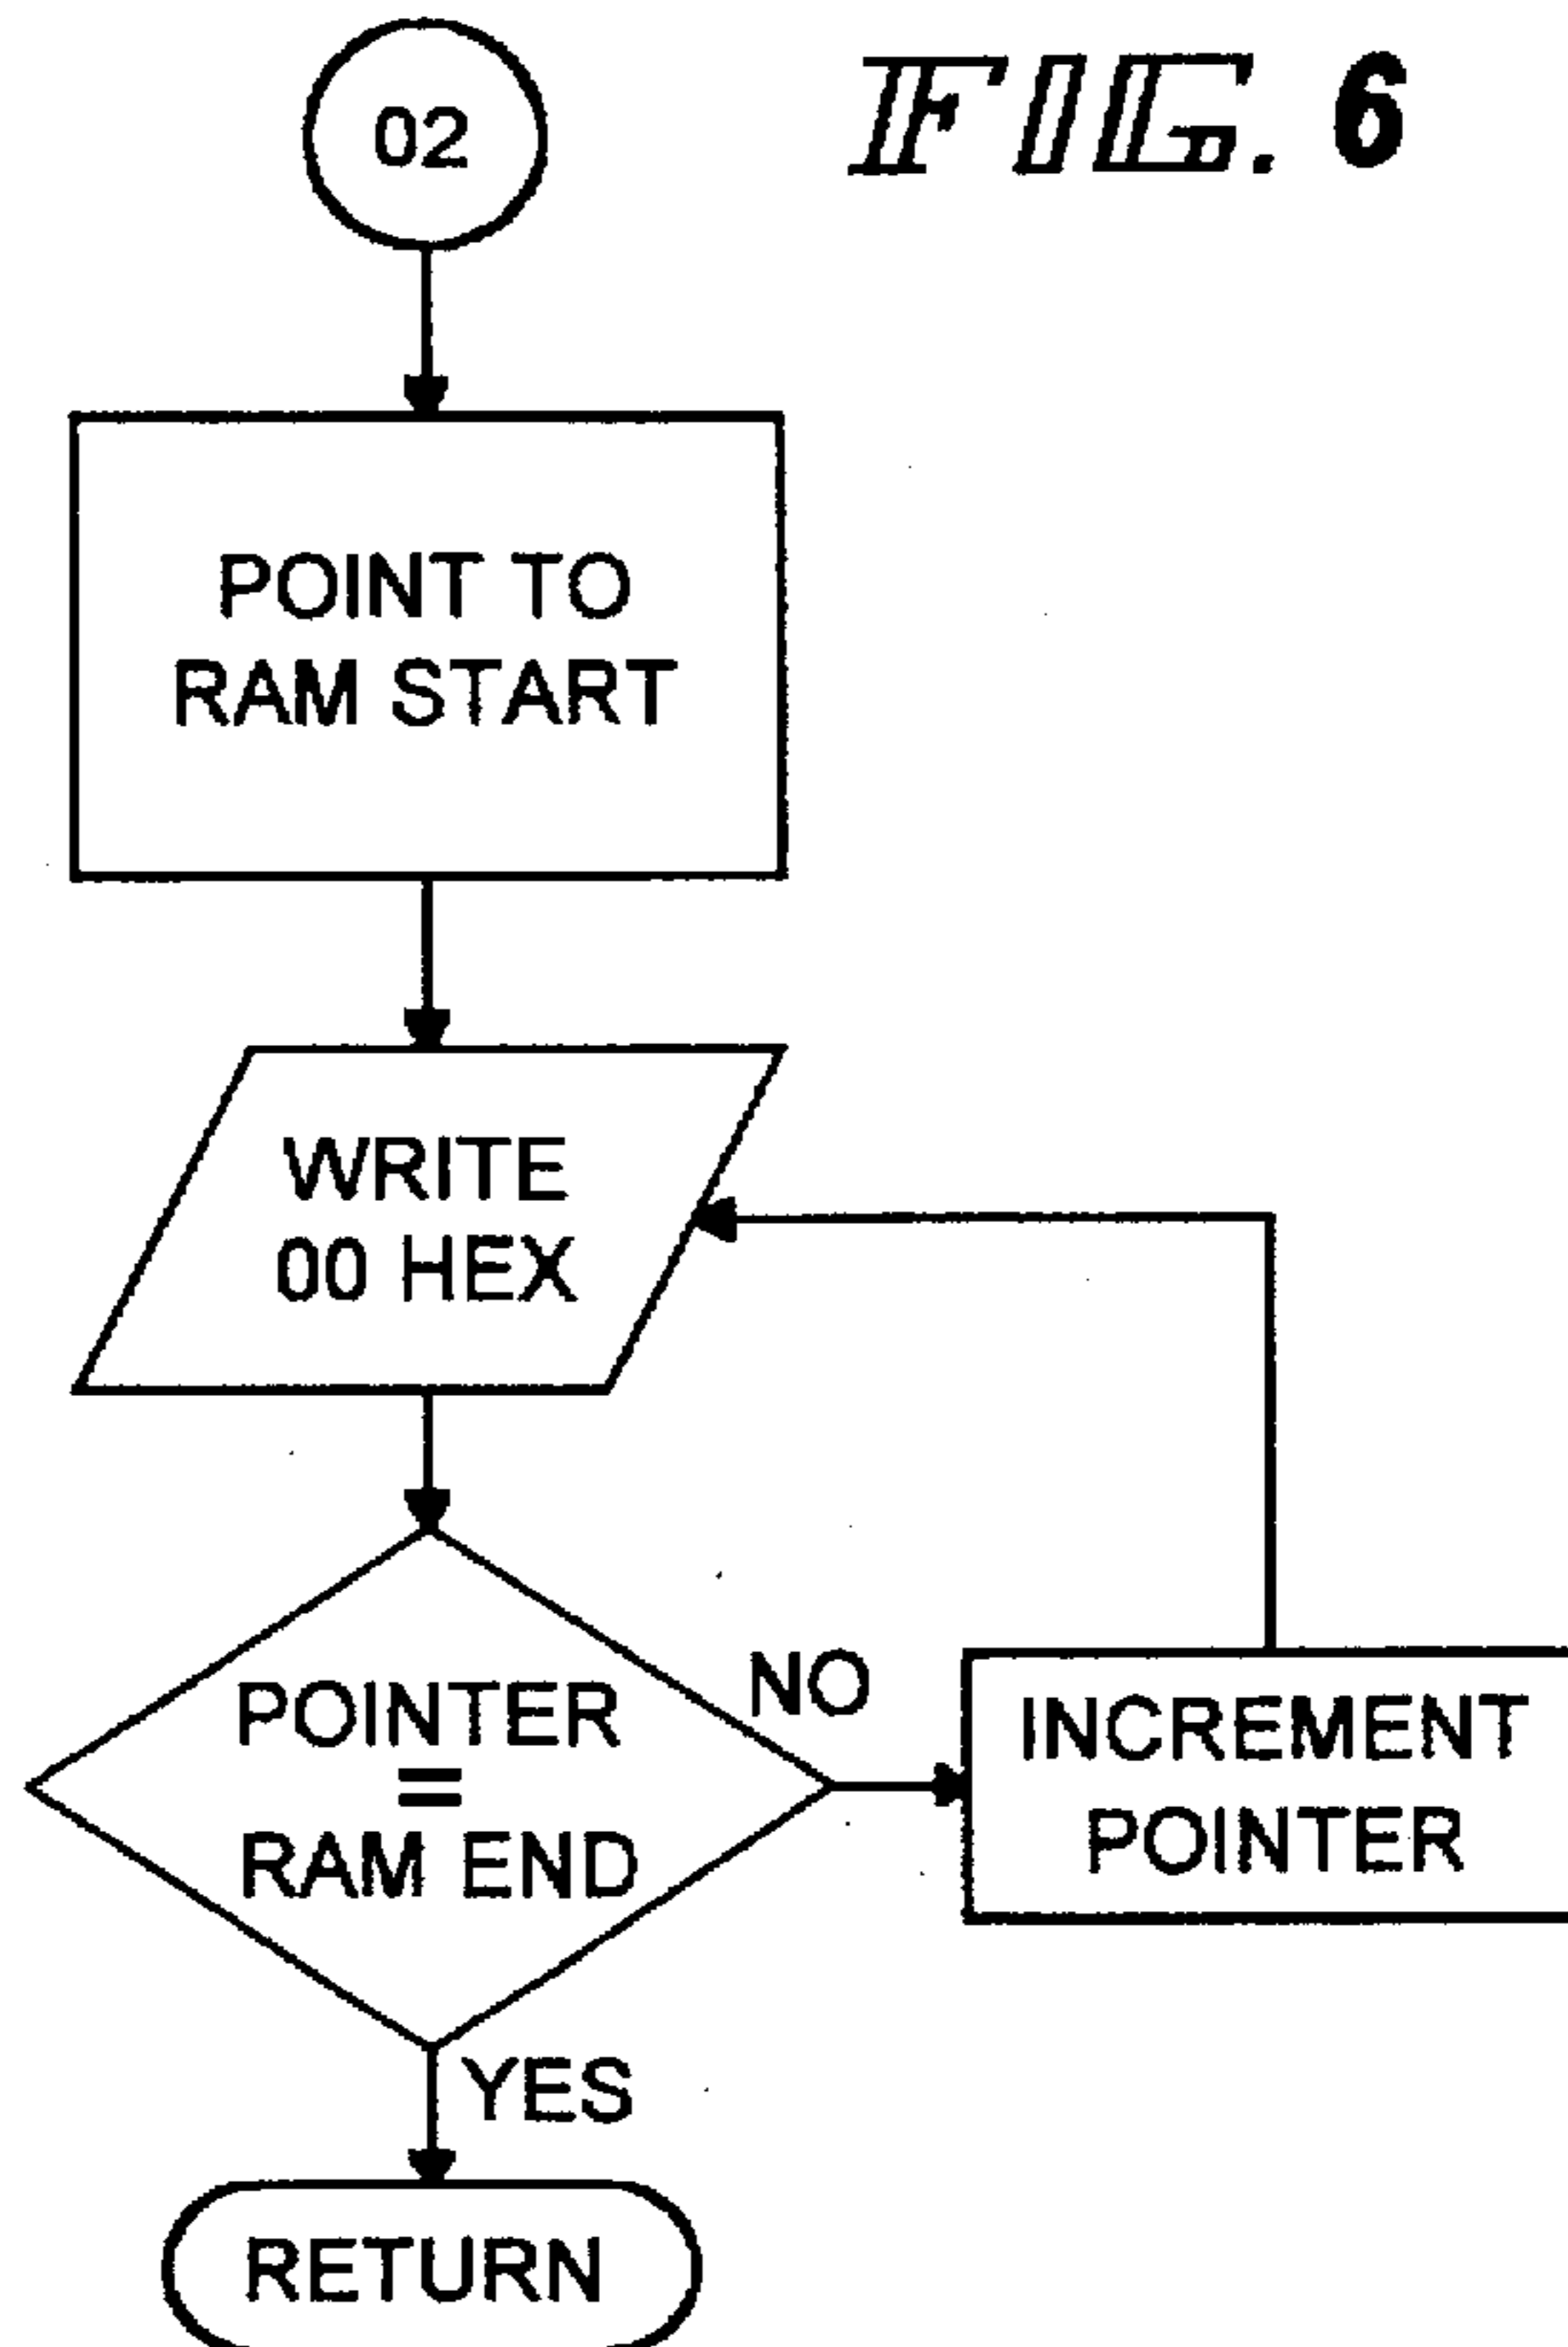 02
FIG. 6
POINT TO
RAM START
WRITE
00 HEX
POINTER
=
RAM END
NO
INCREMENT
POINTER
YES
RETURN